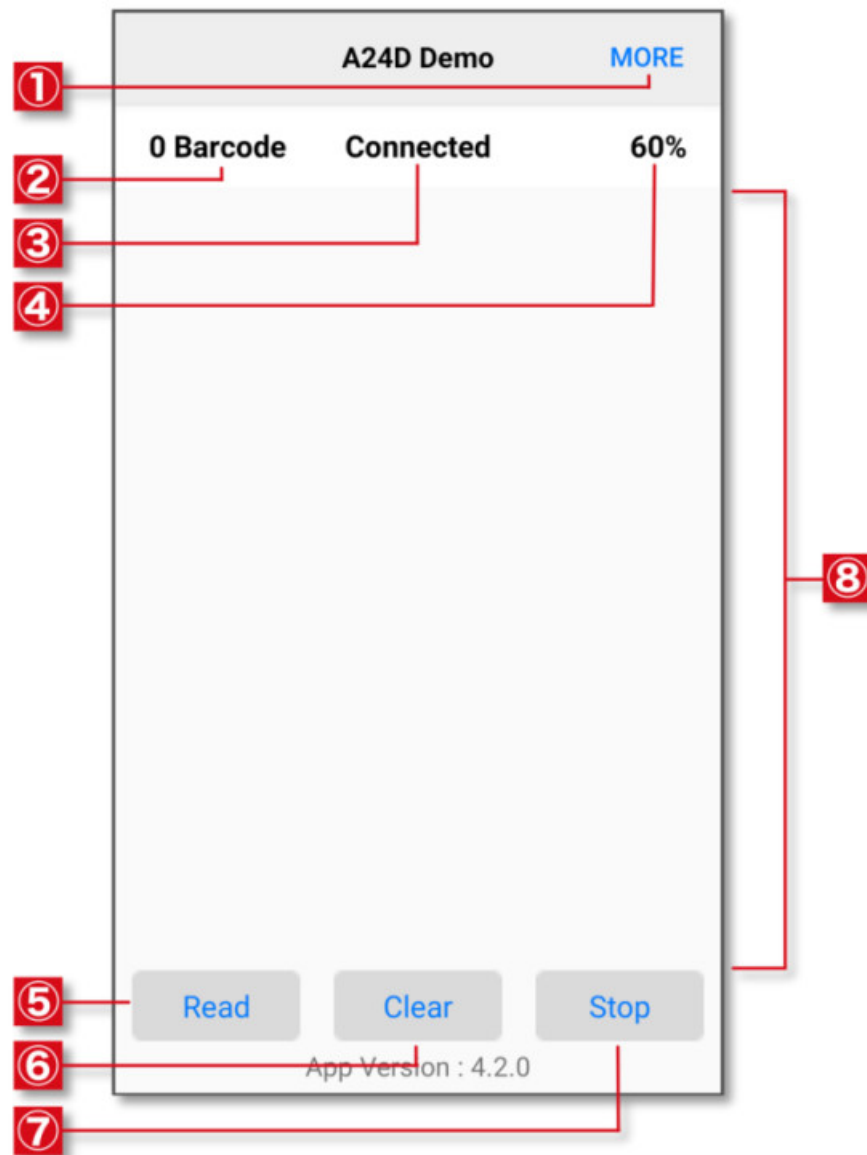 A24D Demo MORE
①
0 Barcode Connected 60%
②
③
④
⑧
⑤ Read Clear Stop
⑥ App Version : 4.2.0
⑦